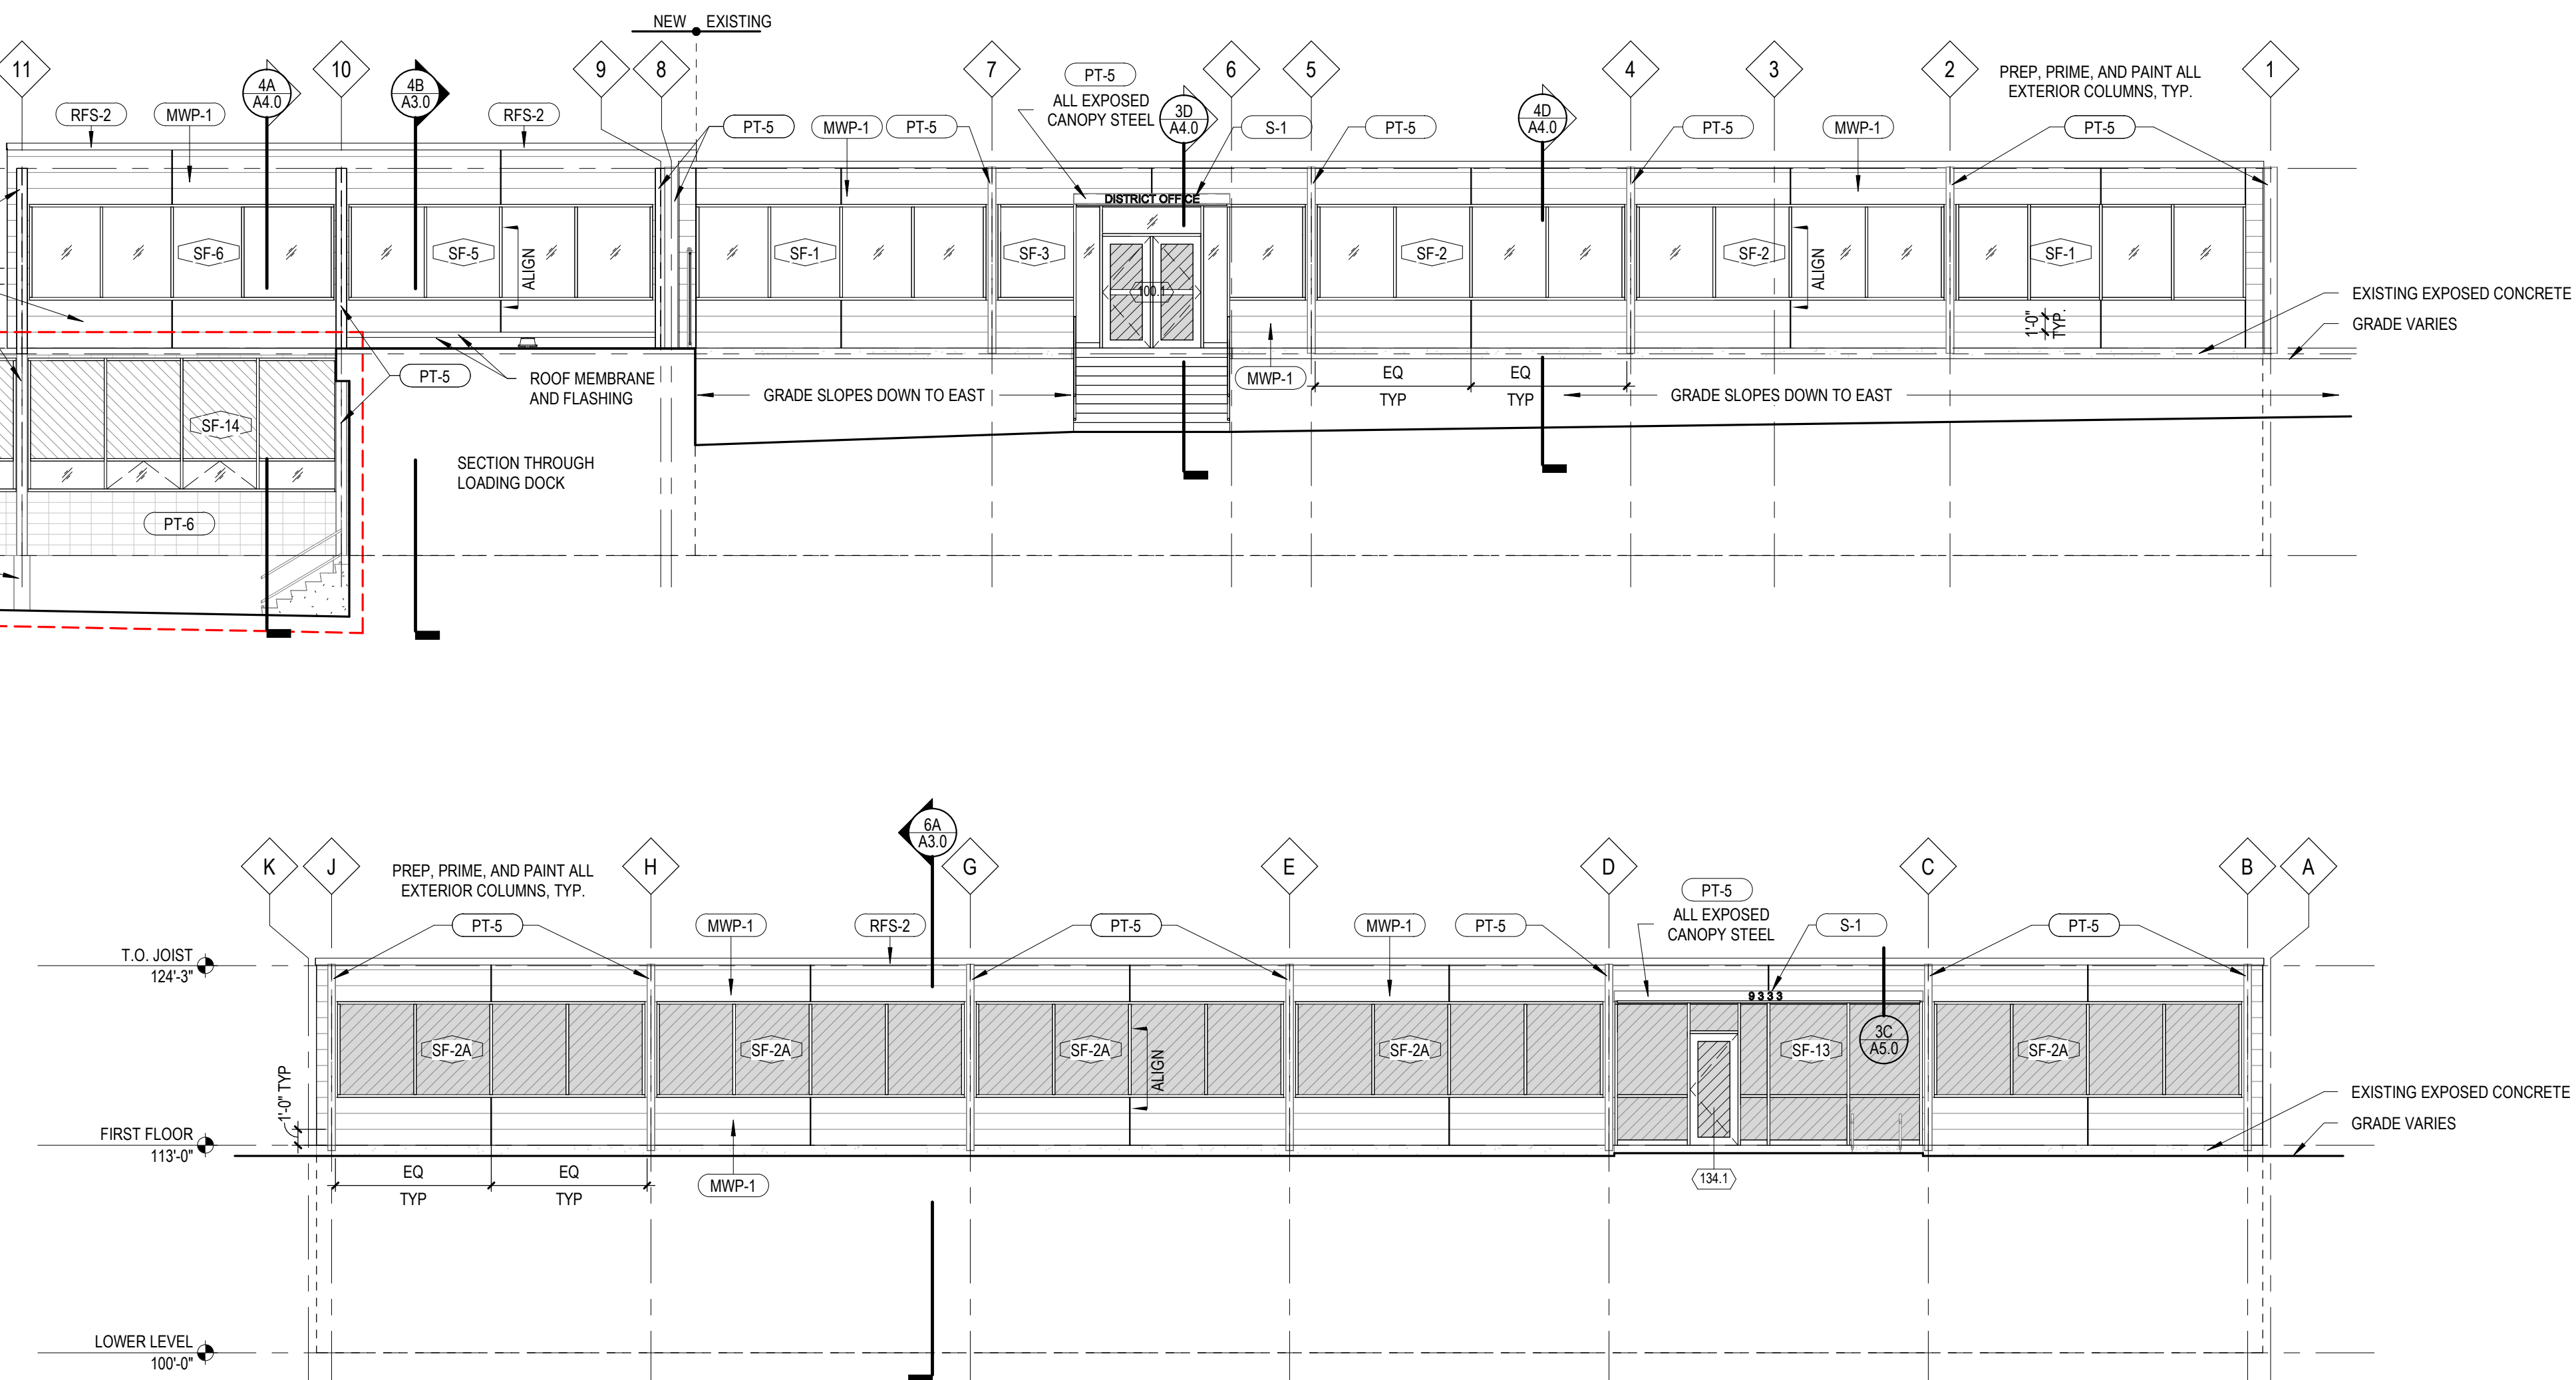 NEW EXISTING
11
4A
A4.0
10
4B
A3.0
9
8
7
PT-5
ALL EXPOSED
CANOPY STEEL
3D
A4.0
6
5
4D
A4.0
4
3
2
PREP, PRIME, AND PAINT ALL
EXTERIOR COLUMNS, TYP.
1
RFS-2
MWP-1
RFS-2
PT-5
MWP-1
PT-5
S-1
PT-5
PT-5
MWP-1
PT-5
DISTRICT OFFICE
SF-6
SF-5
ALIGN
SF-1
SF-3
100.1
SF-2
SF-2
ALIGN
SF-1
1'-0"
TYP.
EXISTING EXPOSED CONCRETE
GRADE VARIES
PT-5
ROOF MEMBRANE
AND FLASHING
GRADE SLOPES DOWN TO EAST
MWP-1
EQ
TYP
EQ
TYP
GRADE SLOPES DOWN TO EAST
SF-14
SECTION THROUGH
LOADING DOCK
PT-6
6A
A3.0
K
J
PREP, PRIME, AND PAINT ALL
EXTERIOR COLUMNS, TYP.
H
G
E
D
PT-5
ALL EXPOSED
CANOPY STEEL
C
B
A
PT-5
MWP-1
RFS-2
PT-5
MWP-1
PT-5
S-1
PT-5
T.O. JOIST
124'-3"
9333
SF-2A
SF-2A
SF-2A
ALIGN
SF-2A
SF-13
3C
A5.0
SF-2A
1'-0" TYP
EXISTING EXPOSED CONCRETE
GRADE VARIES
FIRST FLOOR
113'-0"
EQ
TYP
EQ
TYP
MWP-1
134.1
LOWER LEVEL
100'-0"